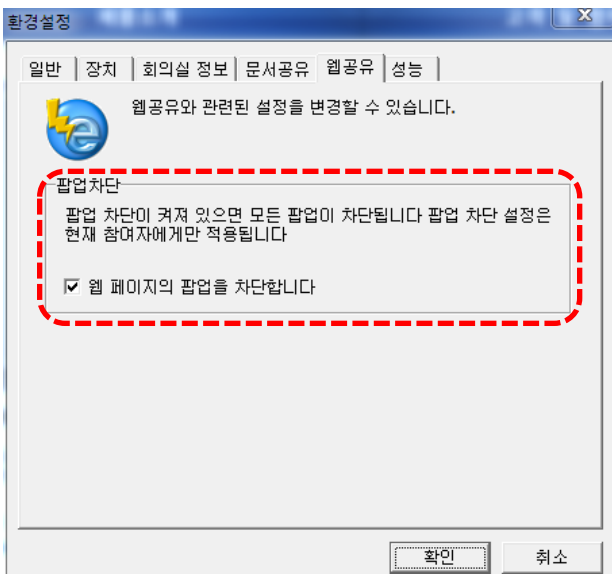 환경설정
일반 장치 회의실 정보 문서공유 웹공유 성능
웹공유와 관련된 설정을 변경할 수 있습니다.
팝업차단
팝업 차단이 켜져 있으면 모든 팝업이 차단됩니다 팝업 차단 설정은
현재 참여자에게만 적용됩니다
웹 페이지의 팝업을 차단합니다
확인 취소